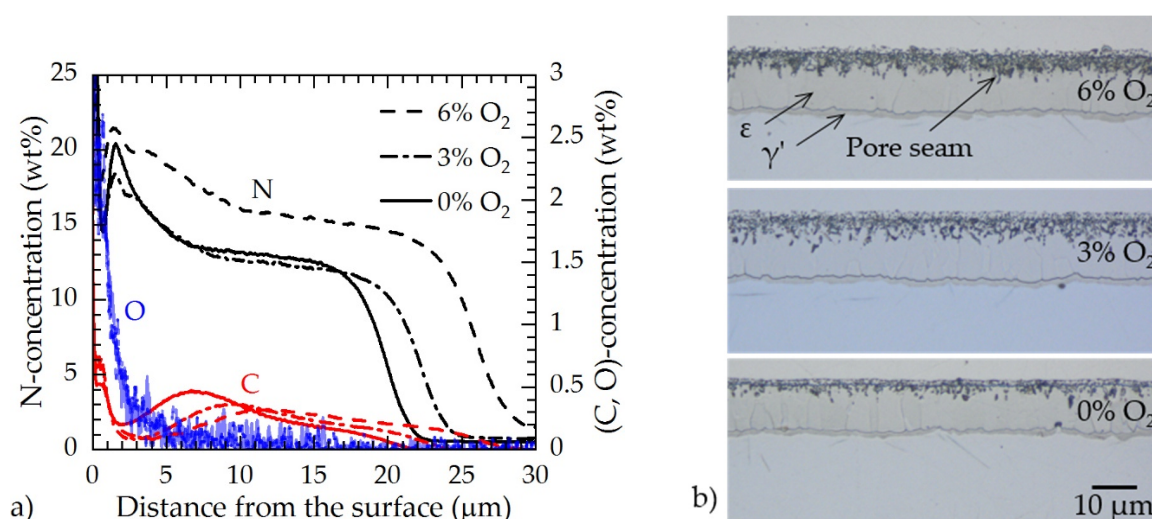 25
20
15
10
5
0
N-concentration (wt%)
3
2.5
2
1.5
1
0.5
0
(C, O)-concentration (wt%)
6% O₂
3% O₂
0% O₂
N
O
C
0 5 10 15 20 25 30
Distance from the surface (µm)
a)
6% O₂
ε
γ'
Pore seam
3% O₂
0% O₂
10 µm
b)